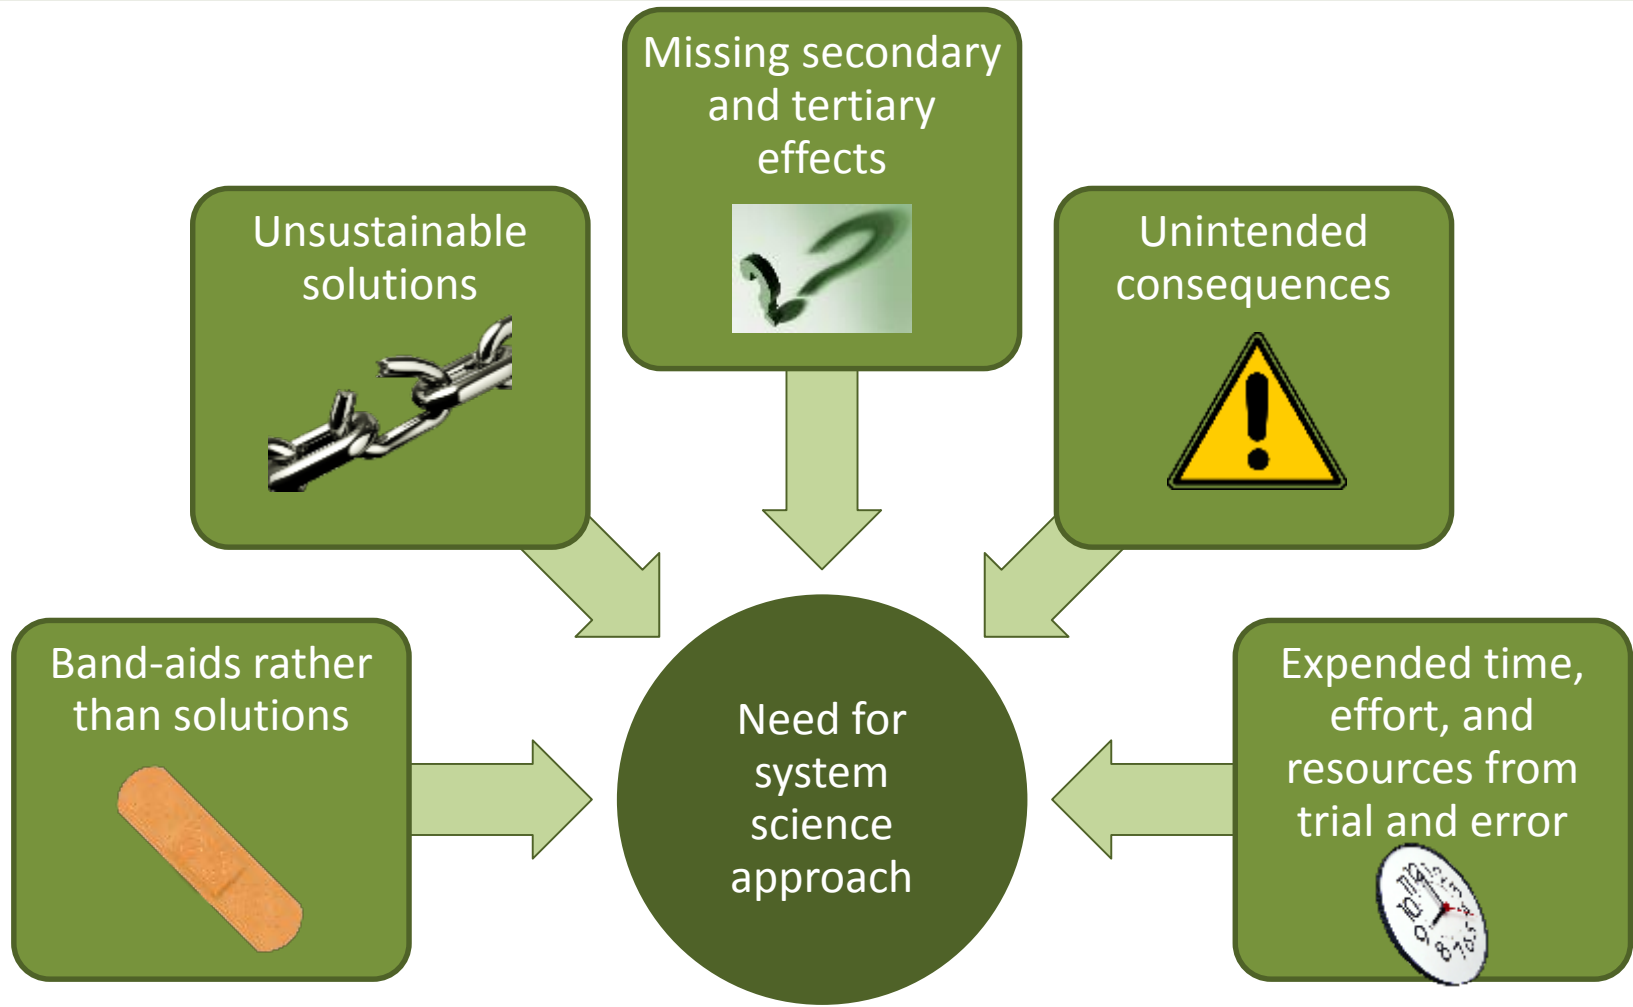 Missing secondary
and tertiary
effects
Unsustainable
solutions
Unintended
consequences
Band-aids rather
than solutions
Need for
system
science
approach
Expended time,
effort, and
resources from
trial and error